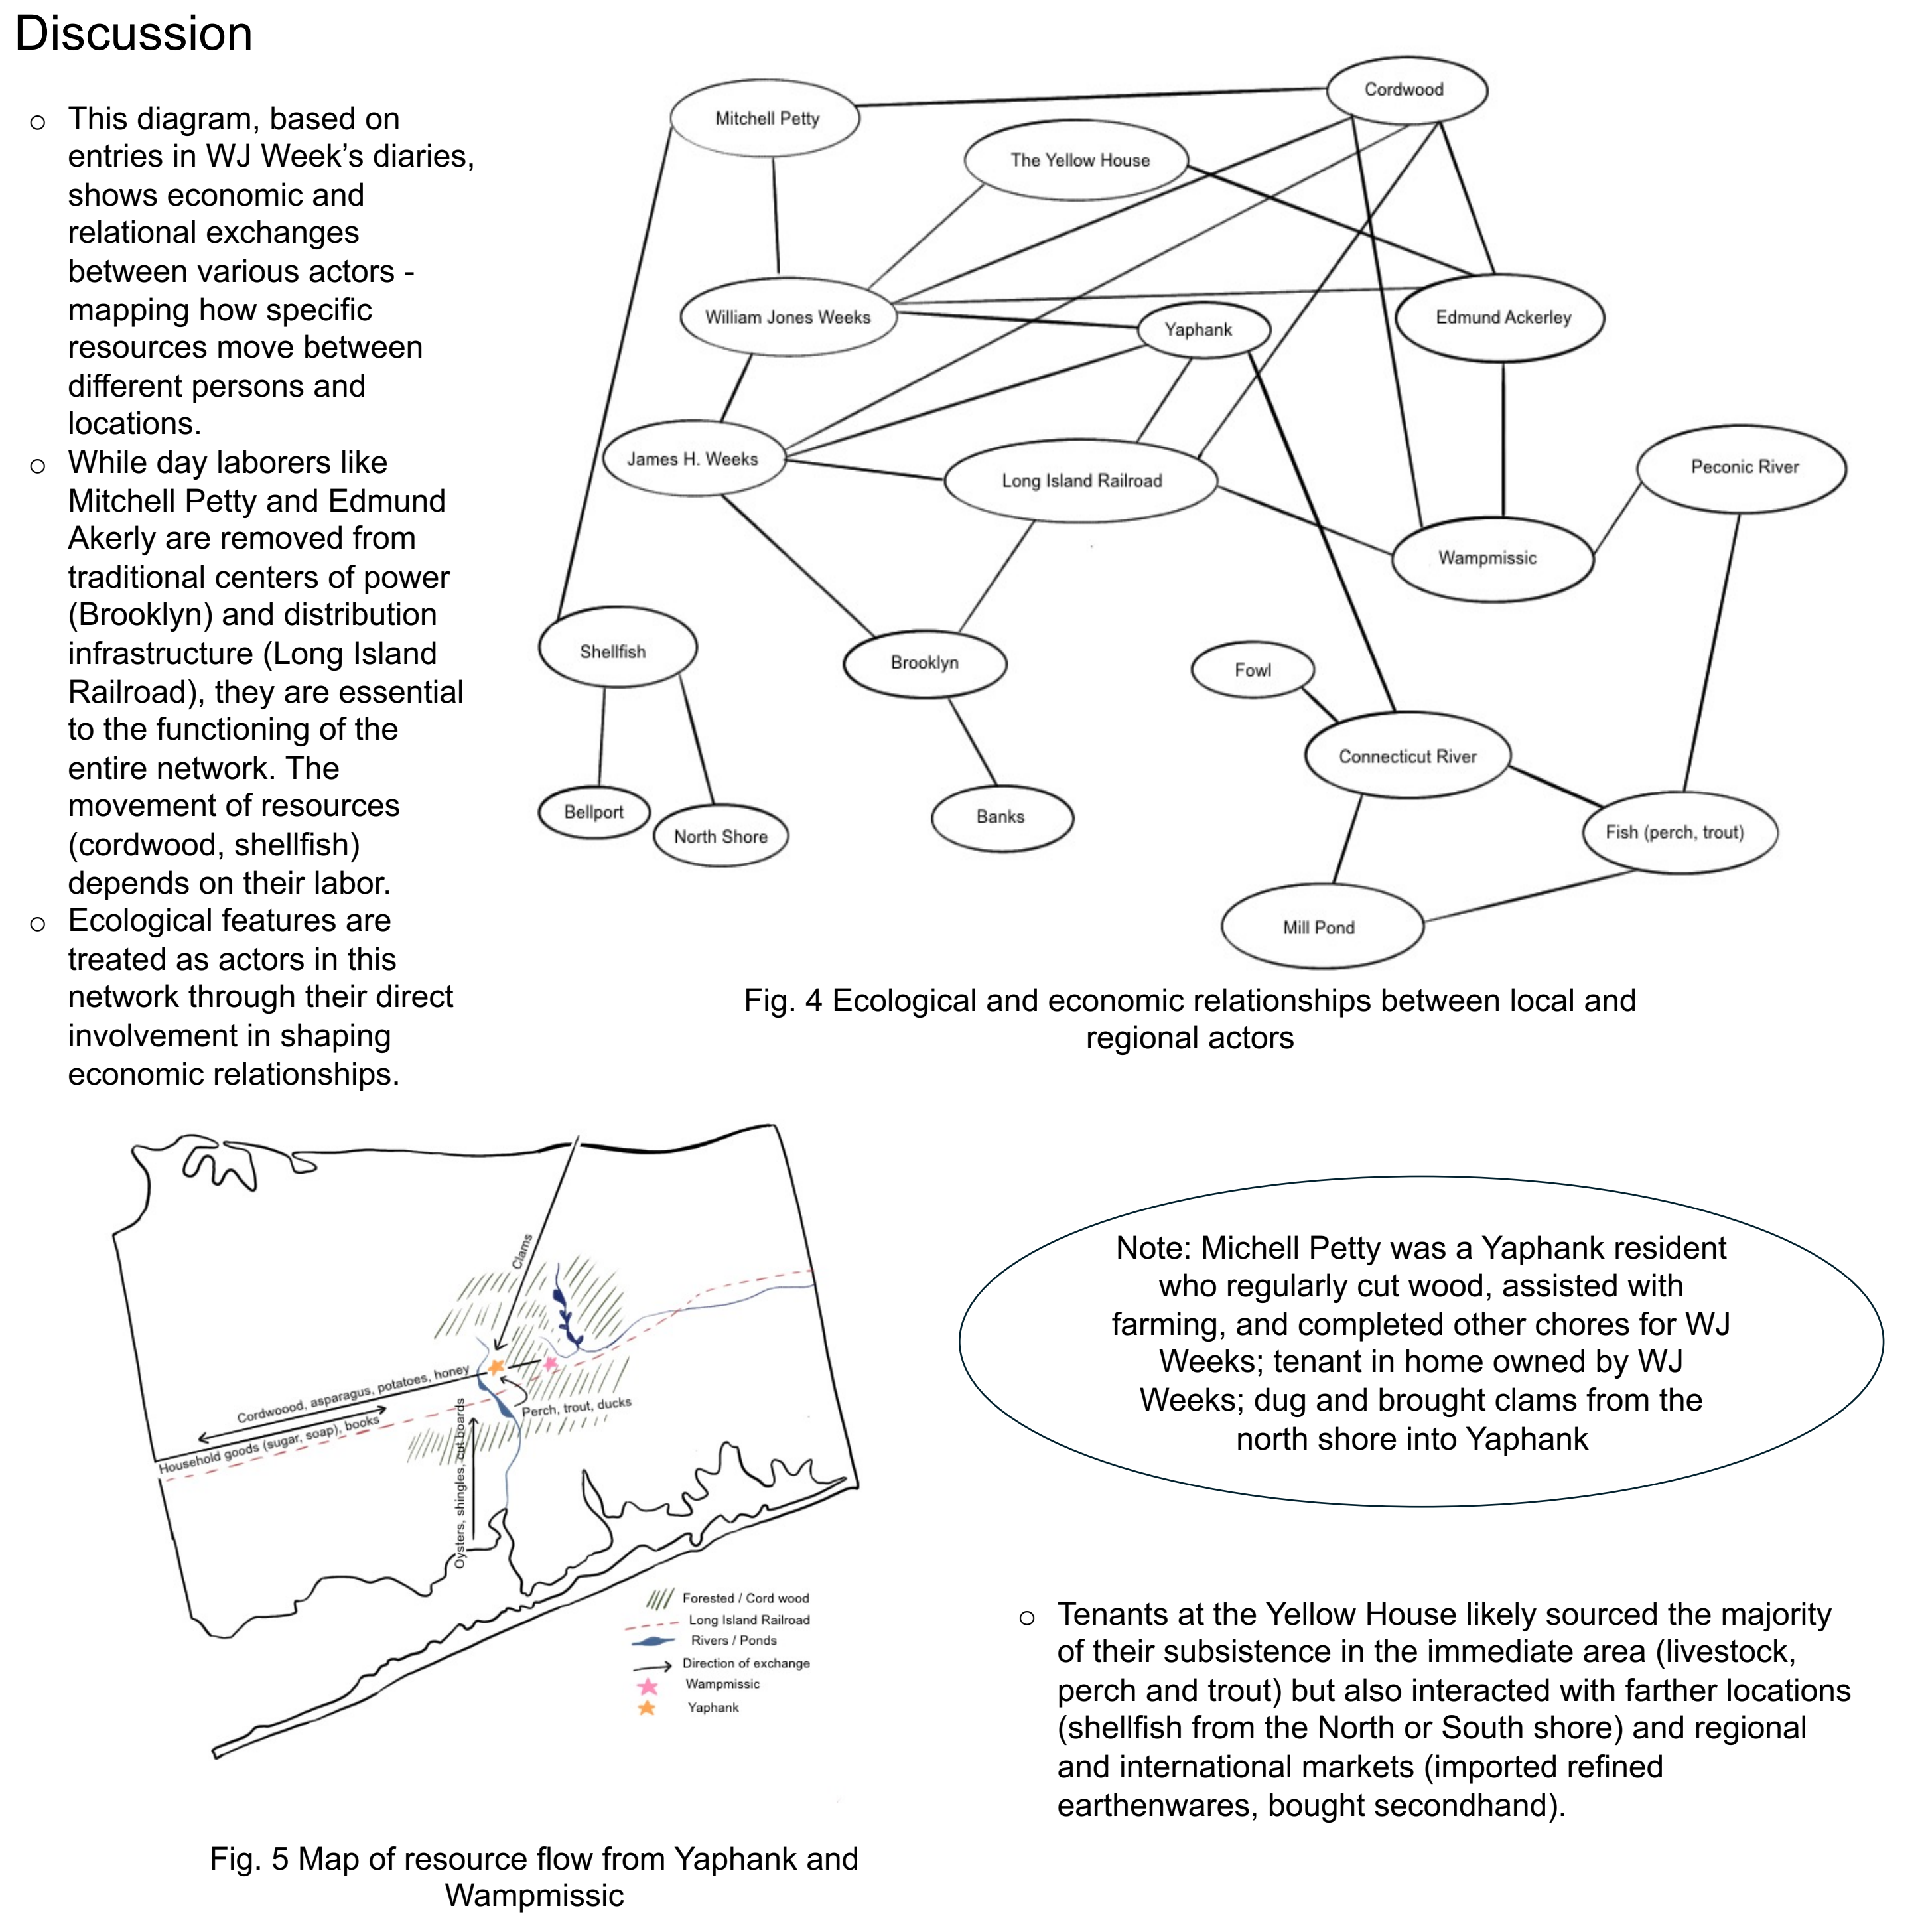 Discussion
○ This diagram, based on
entries in WJ Week’s diaries,
shows economic and
relational exchanges
between various actors -
mapping how specific
resources move between
different persons and
locations.
○ While day laborers like
Mitchell Petty and Edmund
Akerly are removed from
traditional centers of power
(Brooklyn) and distribution
infrastructure (Long Island
Railroad), they are essential
to the functioning of the
entire network. The
movement of resources
(cordwood, shellfish)
depends on their labor.
○ Ecological features are
treated as actors in this
network through their direct
involvement in shaping
economic relationships.
Cordwood
Mitchell Petty
The Yellow House
William Jones Weeks
Yaphank
Edmund Ackerley
James H. Weeks
Long Island Railroad
Peconic River
Wampmissic
Shellfish
Brooklyn
Fowl
Connecticut River
Bellport
North Shore
Banks
Fish (perch, trout)
Mill Pond
Fig. 4 Ecological and economic relationships between local and
regional actors
Clams
Cordwoood, asparagus, potatoes, honey
Household goods (sugar, soap), books
Perch, trout, ducks
Oysters, shingles, cut boards
Forested / Cord wood
Long Island Railroad
Rivers / Ponds
Direction of exchange
Wampmissic
Yaphank
Fig. 5 Map of resource flow from Yaphank and
Wampmissic
Note: Michell Petty was a Yaphank resident
who regularly cut wood, assisted with
farming, and completed other chores for WJ
Weeks; tenant in home owned by WJ
Weeks; dug and brought clams from the
north shore into Yaphank
○ Tenants at the Yellow House likely sourced the majority
of their subsistence in the immediate area (livestock,
perch and trout) but also interacted with farther locations
(shellfish from the North or South shore) and regional
and international markets (imported refined
earthenwares, bought secondhand).